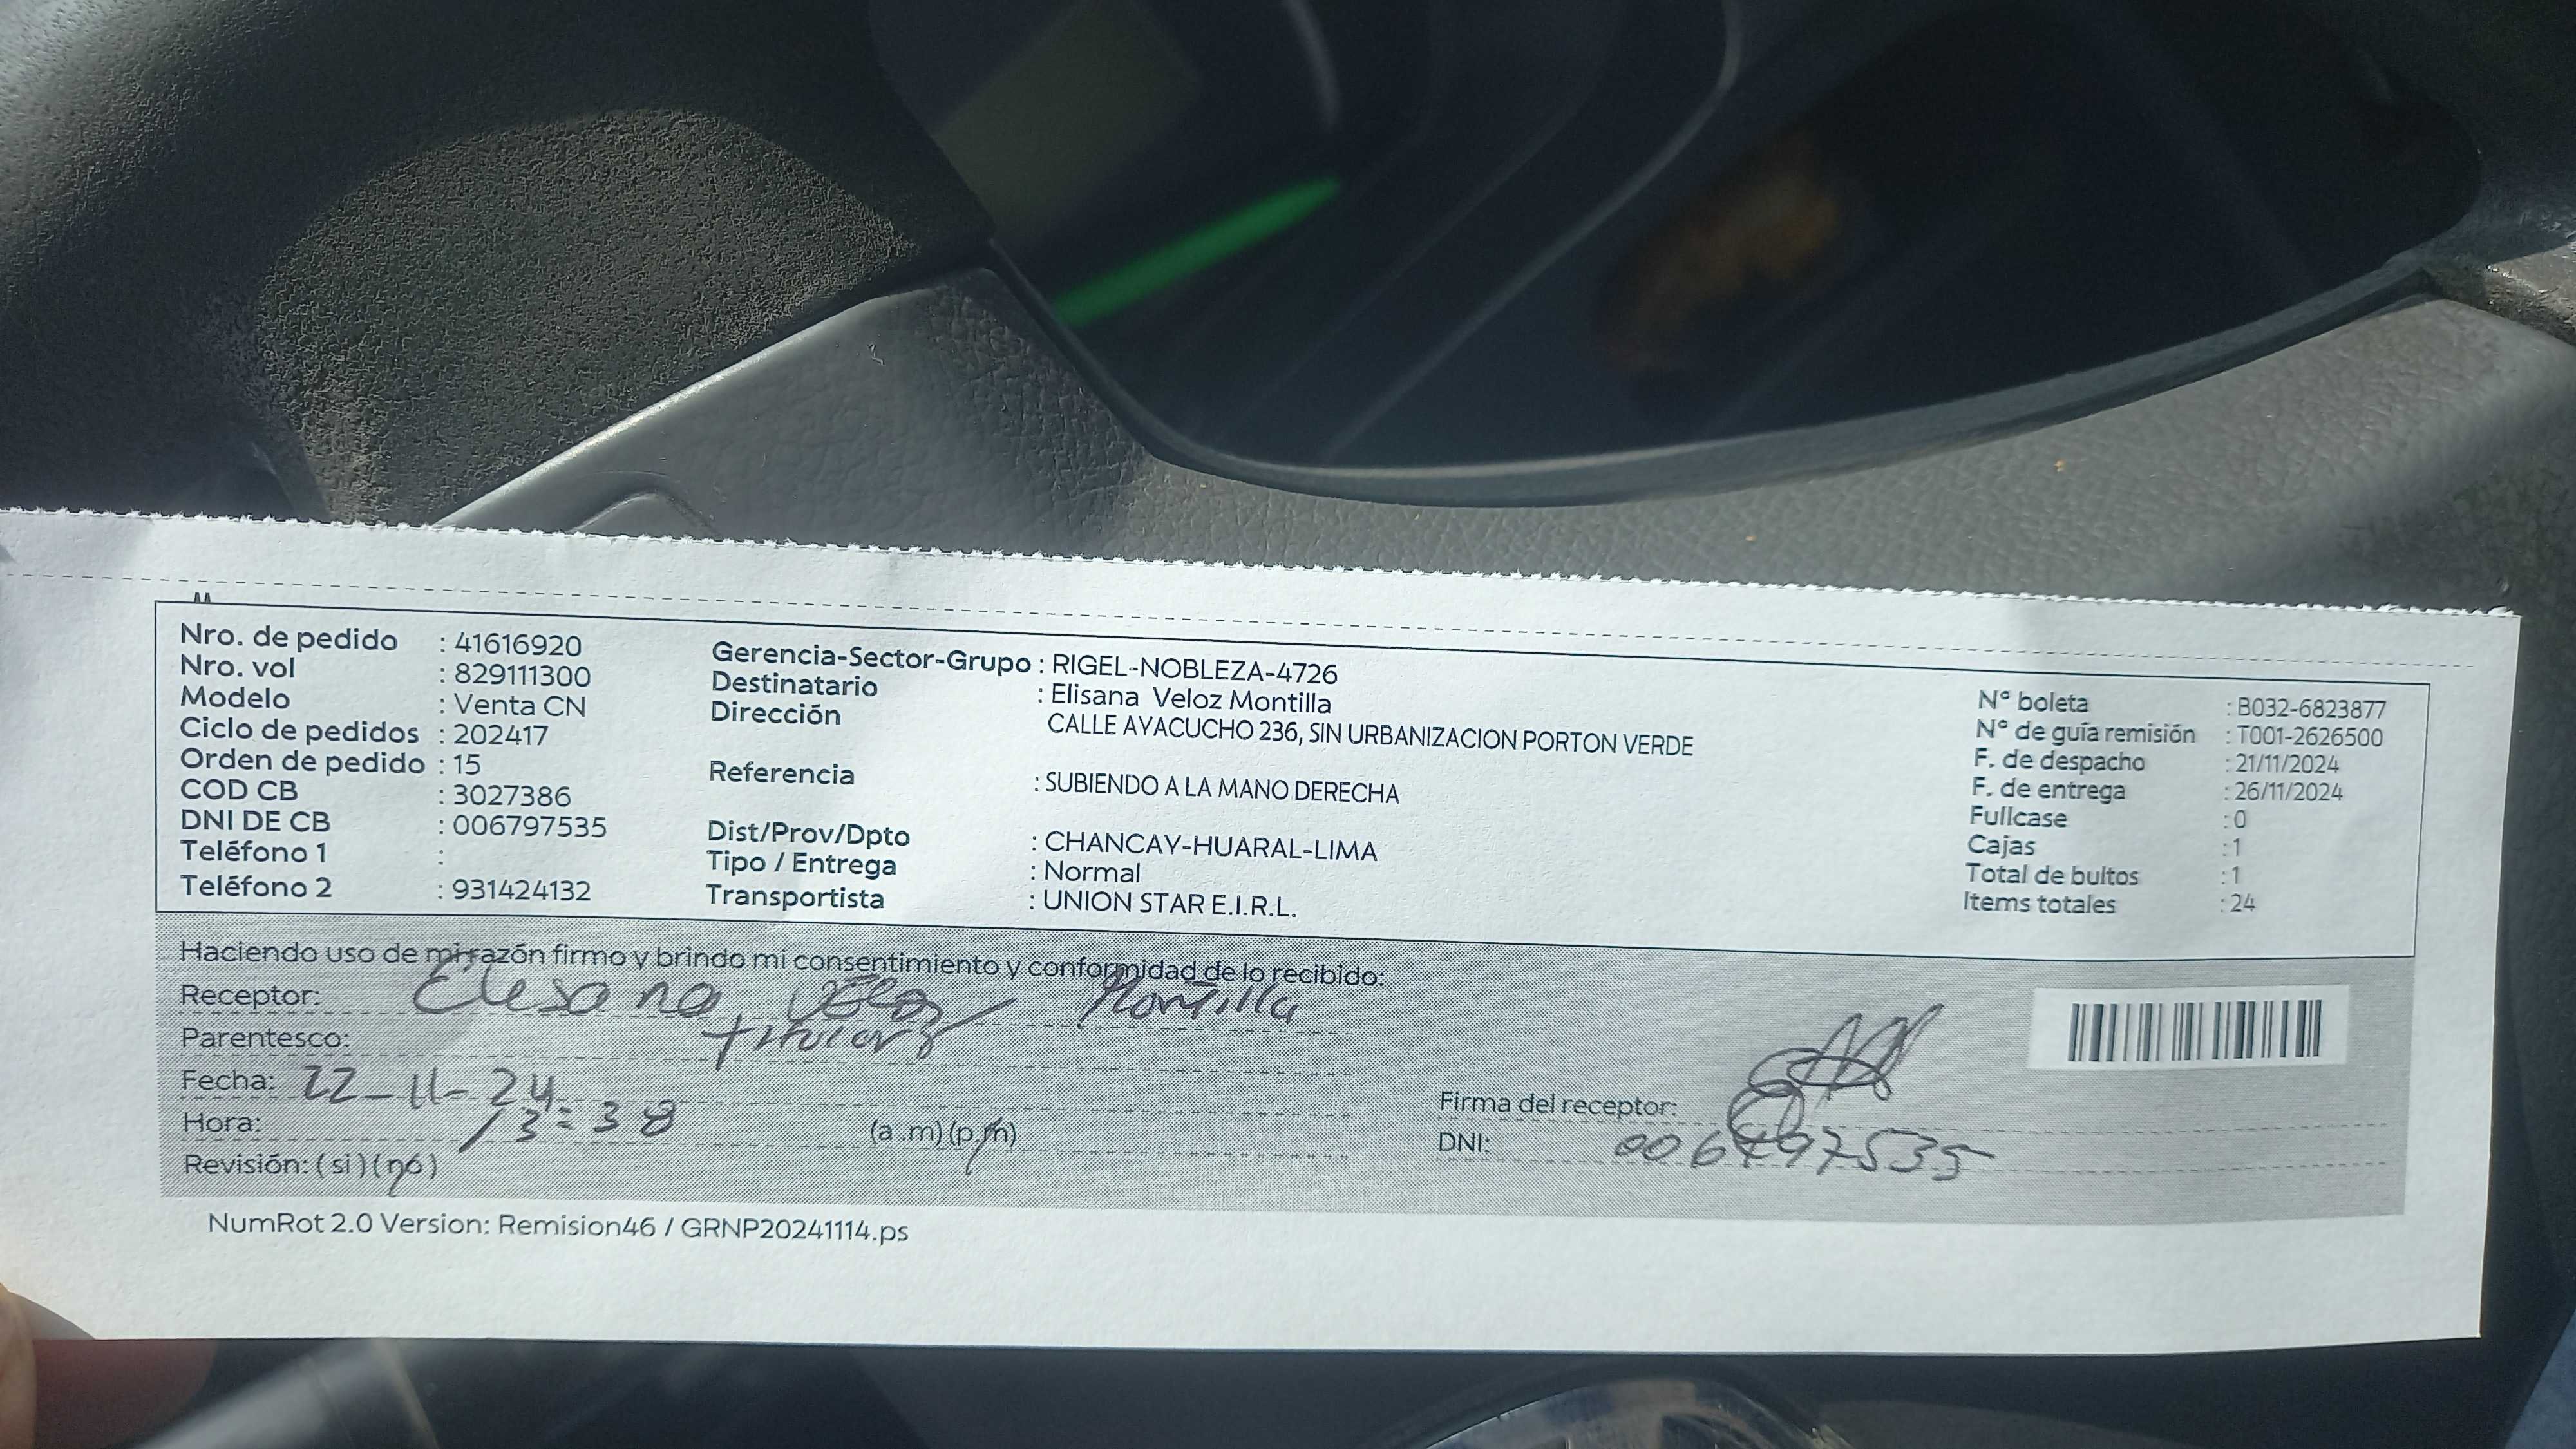 Nro. de pedido : 41616920
Nro. vol : 829111300
Modelo : Venta CN
Ciclo de pedidos : 202417
Orden de pedido : 15
COD CB : 3027386
DNI DE CB : 006797535
Teléfono 1 :
Teléfono 2 : 931424132
Gerencia-Sector-Grupo : RIGEL-NOBLEZA-4726
Destinatario : Elisana Veloz Montilla
Dirección CALLE AYACUCHO 236, SIN URBANIZACION PORTON VERDE
Referencia : SUBIENDO A LA MANO DERECHA
Dist/Prov/Dpto : CHANCAY-HUARAL-LIMA
Tipo / Entrega : Normal
Transportista : UNION STAR E.I.R.L.
N° boleta : B032-6823877
N° de guía remisión : T001-2626500
F. de despacho : 21/11/2024
F. de entrega : 26/11/2024
Fullcase : 0
Cajas : 1
Total de bultos : 1
Items totales : 24
Haciendo uso de mi razón firmo y brindo mi consentimiento y conformidad de lo recibido:
Receptor: Elesana Veloz Montilla
Parentesco:
Fecha: 22-11-24
Hora: 13:38 (a .m) (p.m)
Revisión: (si) (no)
Firma del receptor:
DNI: 006797535
NumRot 2.0 Version: Remision46 / GRNP20241114.ps